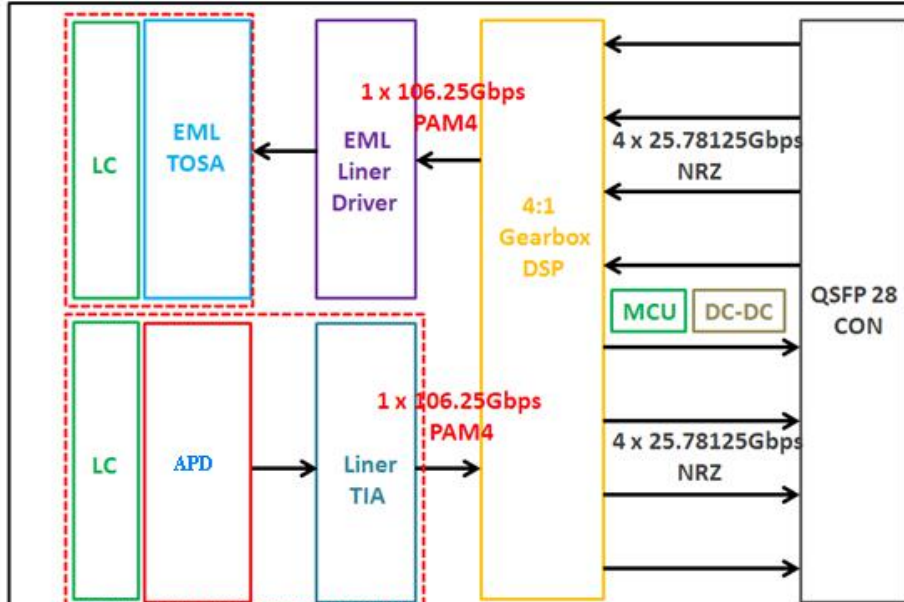 LC
EML
TOSA
EML
Liner
Driver
1 x 106.25Gbps
PAM4
4:1
Gearbox
DSP
4 x 25.78125Gbps
NRZ
MCU
DC-DC
QSFP 28
CON
LC
APD
Liner
TIA
1 x 106.25Gbps
PAM4
4 x 25.78125Gbps
NRZ